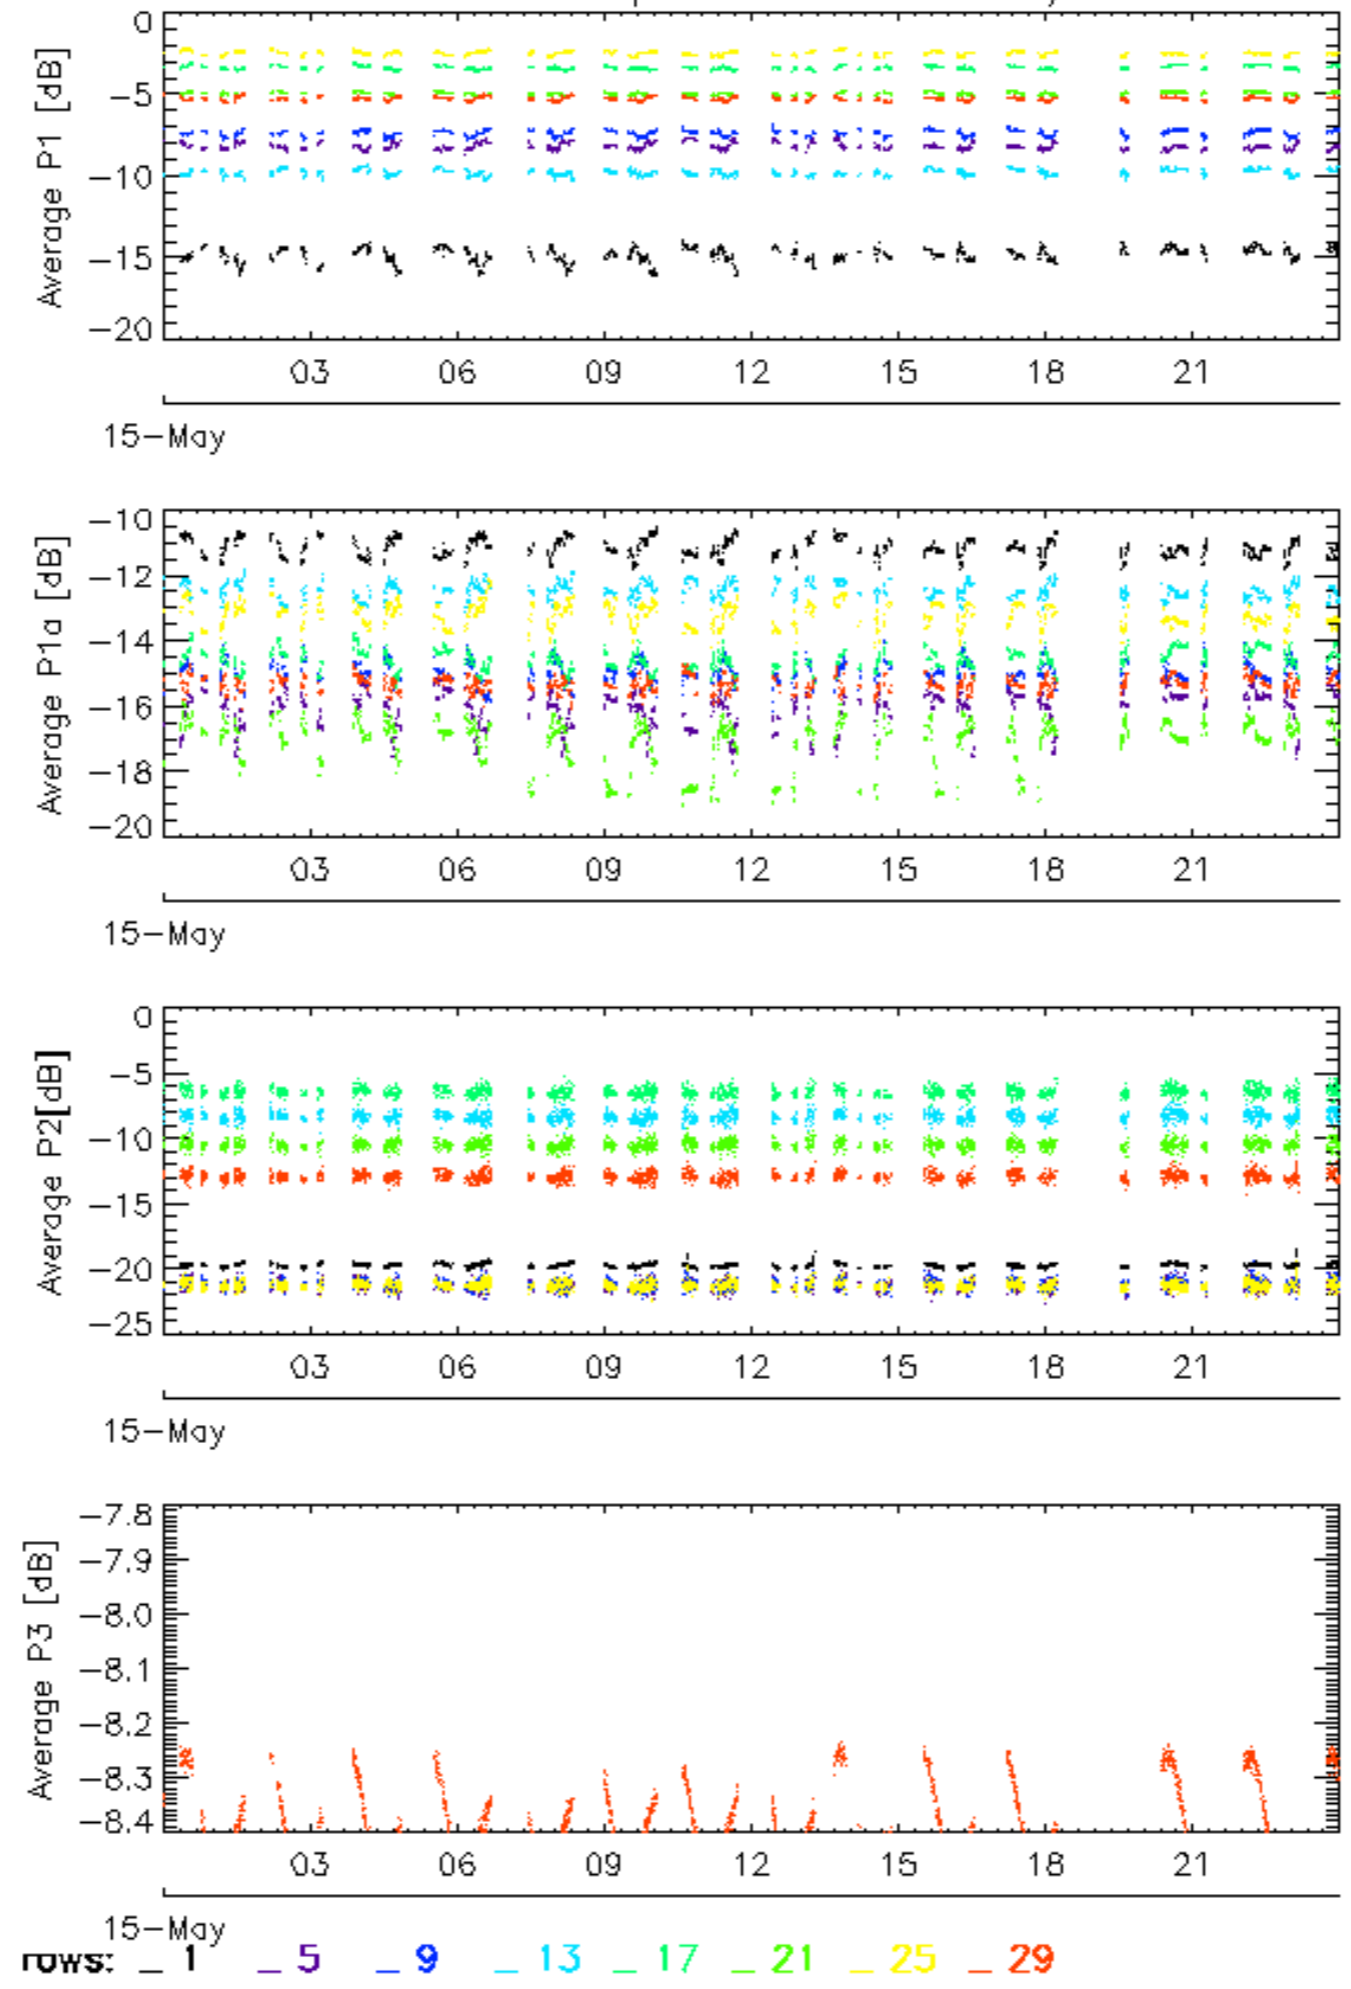 0
−5
−10
−15
−20
Average P1 [dB]
03 06 09 12 15 18 21
15−May
−10
−12
−14
−16
−18
−20
Average P1a [dB]
03 06 09 12 15 18 21
15−May
0
−5
−10
−15
−20
−25
Average P2[dB]
03 06 09 12 15 18 21
15−May
−7.8
−7.9
−8.0
−8.1
−8.2
−8.3
−8.4
Average P3 [dB]
03 06 09 12 15 18 21
15−May
rows: _ 1 _ 5 _ 9 _ 13 _ 17 _ 21 _ 25 _ 29